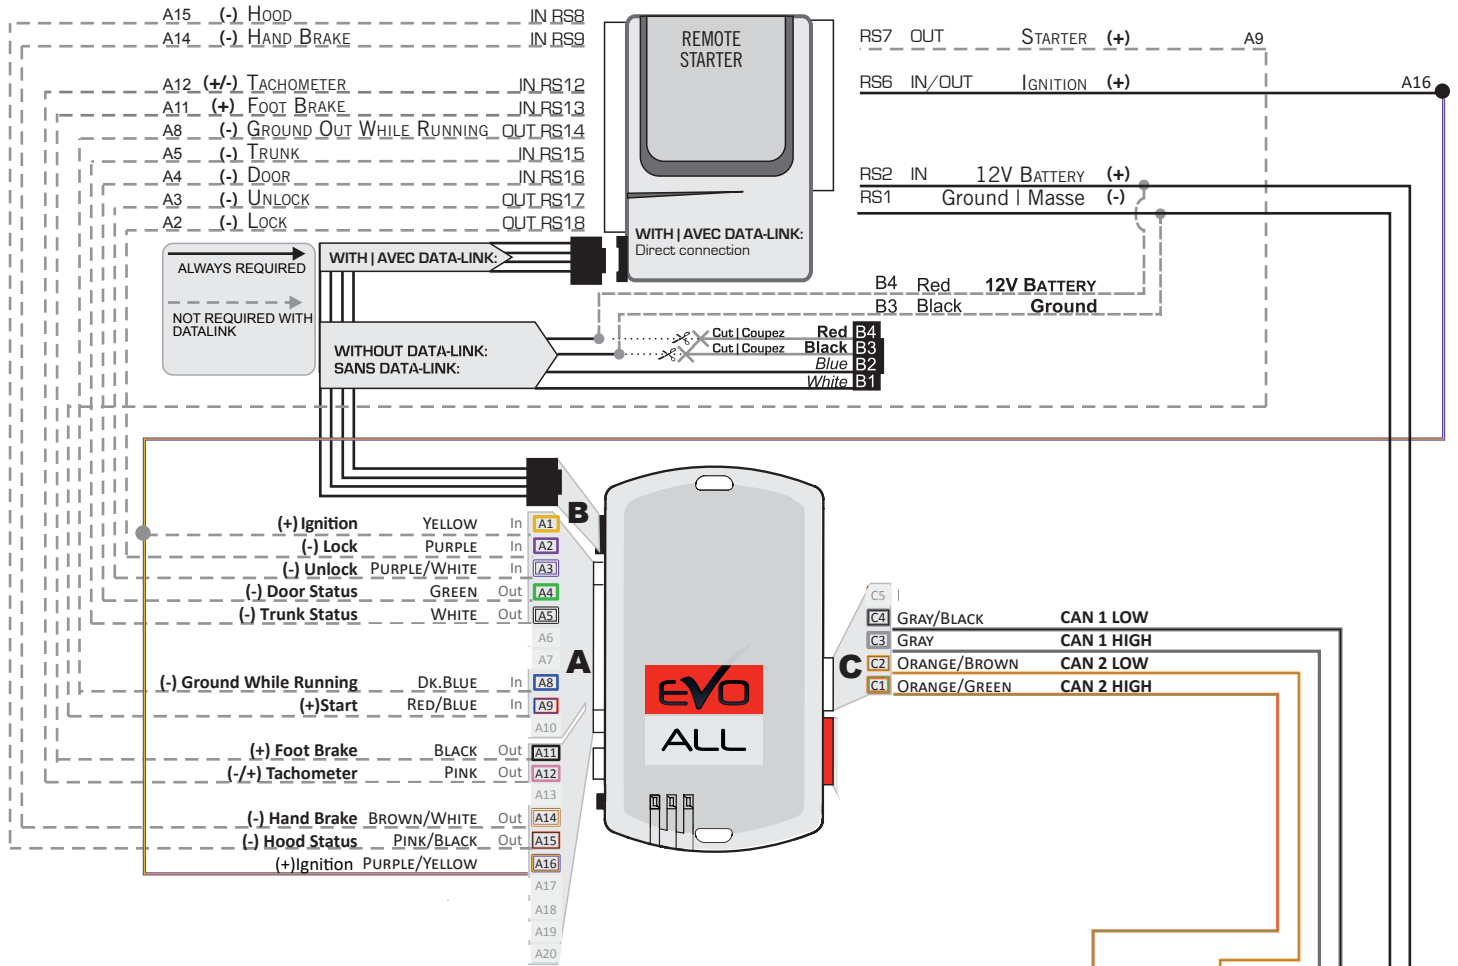 A15 (-) HOOD IN RS8
A14 (-) HAND BRAKE IN RS9
A12 (+/-) TACHOMETER IN RS12
A11 (+) FOOT BRAKE IN RS13
A8 (-) GROUND OUT WHILE RUNNING OUT RS14
A5 (-) TRUNK IN RS15
A4 (-) DOOR IN RS16
A3 (-) UNLOCK OUT RS17
A2 (-) LOCK OUT RS18
REMOTE
STARTER
WITH | AVEC DATA-LINK:
Direct connection
RS7 OUT STARTER (+) A9
RS6 IN/OUT IGNITION (+) A16
RS2 IN 12V BATTERY (+)
RS1 Ground | Masse (-)
ALWAYS REQUIRED
NOT REQUIRED WITH
DATALINK
WITH | AVEC DATA-LINK:
B4 Red 12V BATTERY
B3 Black Ground
WITHOUT DATA-LINK:
SANS DATA-LINK:
Cut | Coupez Red B4
Cut | Coupez Black B3
Blue B2
White B1
B
(+) Ignition YELLOW In A1
(-) Lock PURPLE In A2
(-) Unlock PURPLE/WHITE In A3
(-) Door Status GREEN Out A4
(-) Trunk Status WHITE Out A5
A6
A7
A
(-) Ground While Running DK.BLUE In A8
(+)Start RED/BLUE In A9
A10
(+) Foot Brake BLACK Out A11
(-/+) Tachometer PINK Out A12
A13
(-) Hand Brake BROWN/WHITE Out A14
(-) Hood Status PINK/BLACK Out A15
(+)Ignition PURPLE/YELLOW A16
A17
A18
A19
A20
EVO
ALL
C
C5
C4 GRAY/BLACK CAN 1 LOW
C3 GRAY CAN 1 HIGH
C2 ORANGE/BROWN CAN 2 LOW
C1 ORANGE/GREEN CAN 2 HIGH